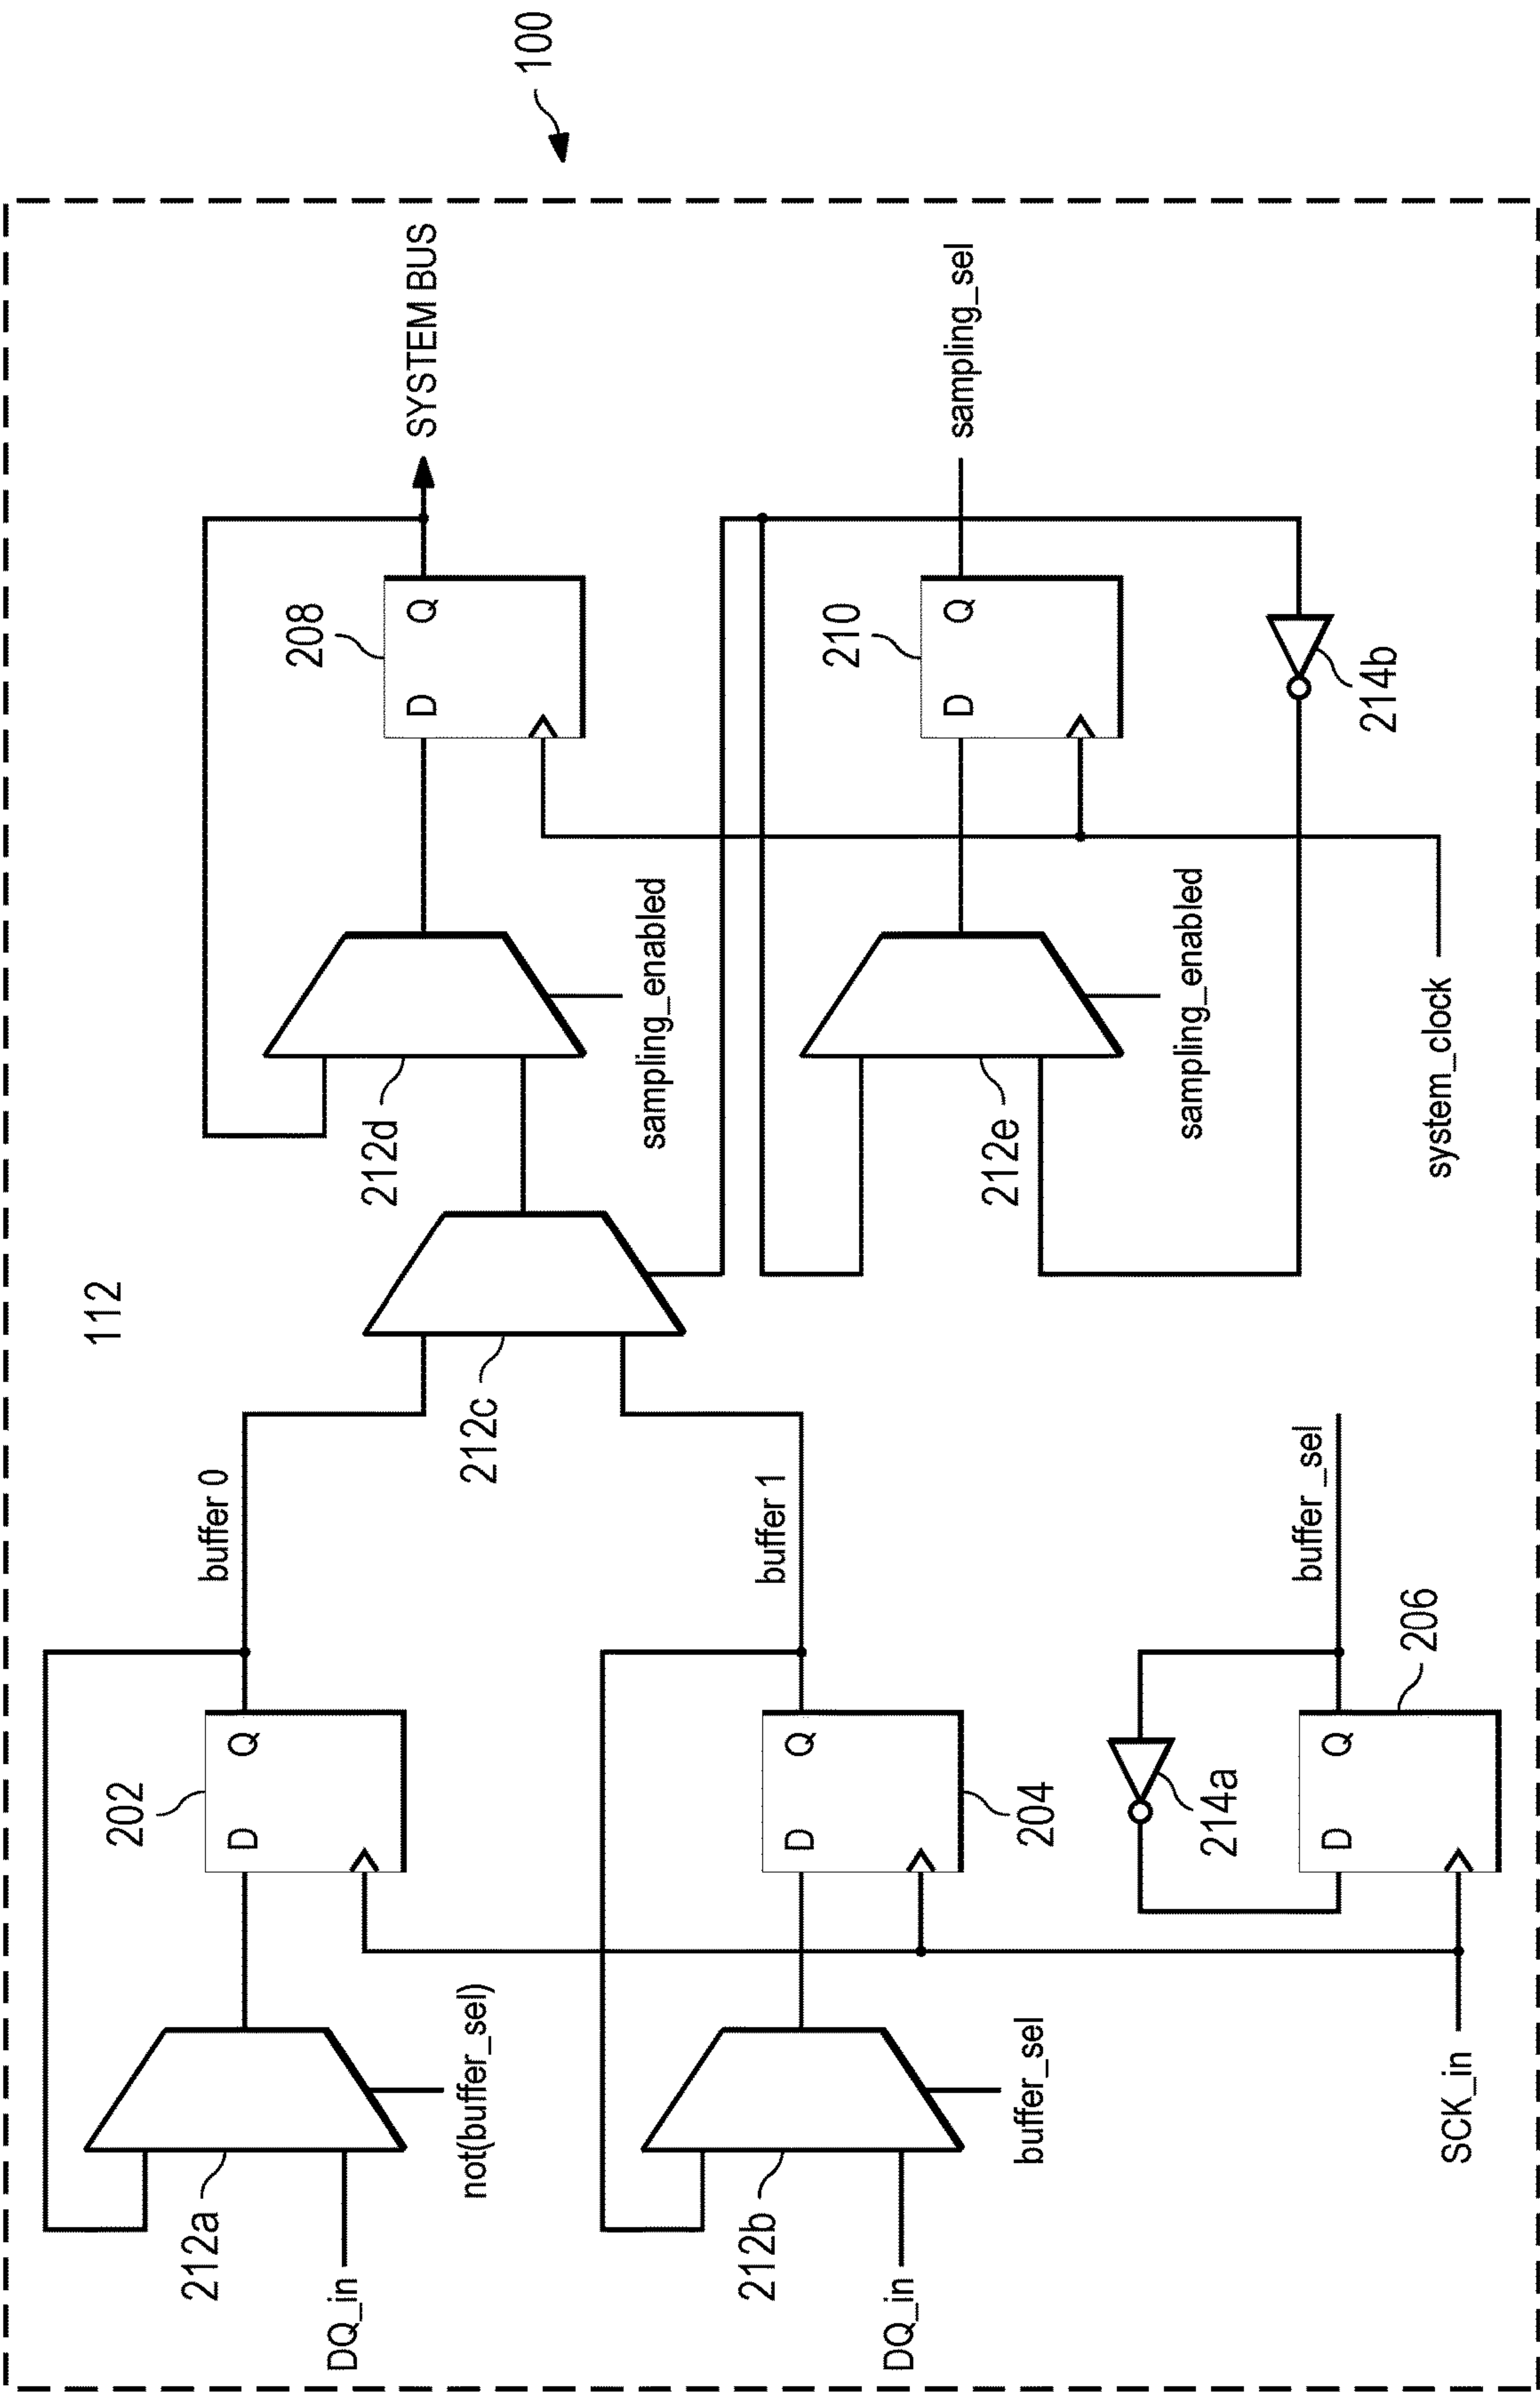 100
112
DQ_in
212a
not(buffer_sel)
202
D
Q
buffer 0
212c
212d
sampling_enabled
208
D
Q
SYSTEM BUS
DQ_in
212b
buffer_sel
204
D
Q
buffer 1
212e
sampling_enabled
210
D
Q
sampling_sel
214b
system_clock
SCK_in
214a
D
Q
206
buffer _sel